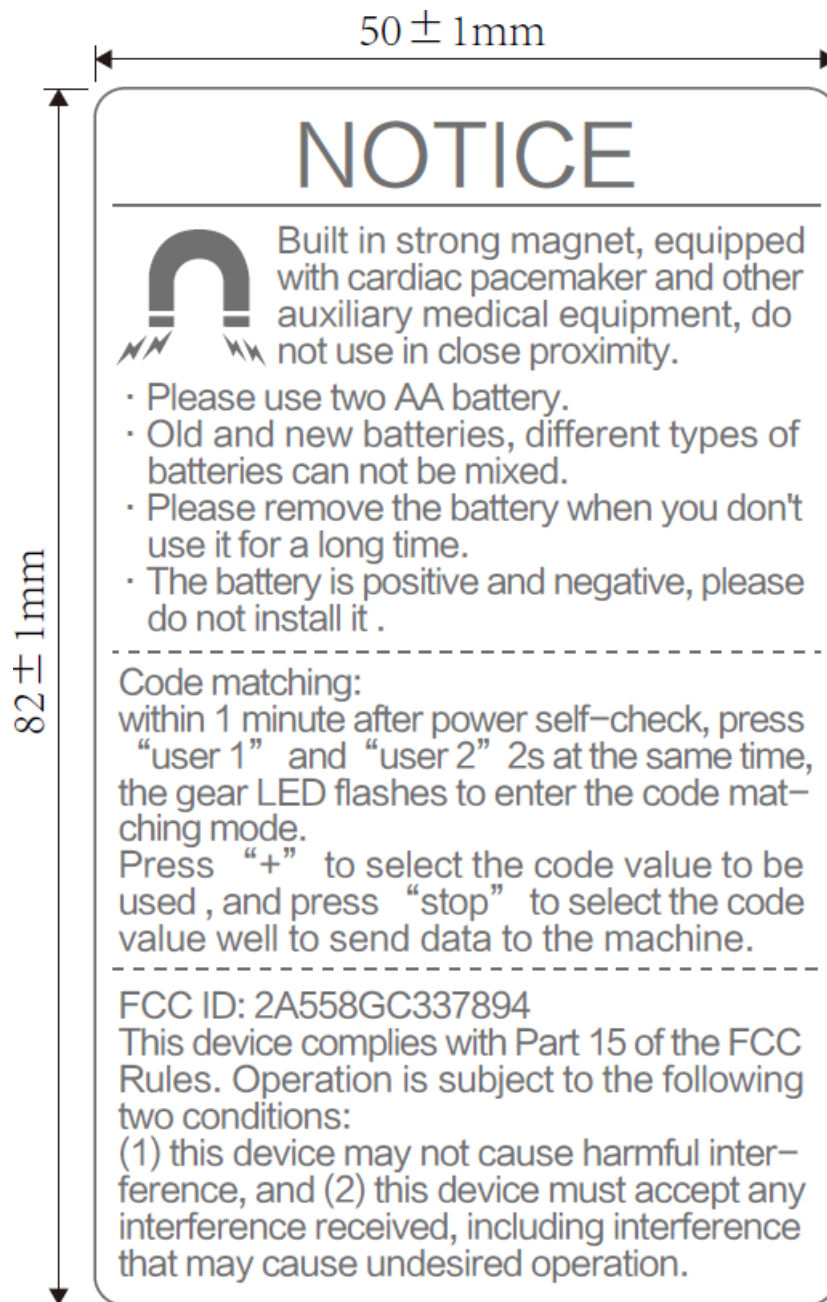 50±1mm
82±1mm
NOTICE
Built in strong magnet, equipped
with cardiac pacemaker and other
auxiliary medical equipment, do
not use in close proximity.
· Please use two AA battery.
· Old and new batteries, different types of
batteries can not be mixed.
· Please remove the battery when you don't
use it for a long time.
· The battery is positive and negative, please
do not install it .
Code matching:
within 1 minute after power self-check, press
“user 1” and “user 2” 2s at the same time,
the gear LED flashes to enter the code mat-
ching mode.
Press “+” to select the code value to be
used , and press “stop” to select the code
value well to send data to the machine.
FCC ID: 2A558GC337894
This device complies with Part 15 of the FCC
Rules. Operation is subject to the following
two conditions:
(1) this device may not cause harmful inter-
ference, and (2) this device must accept any
interference received, including interference
that may cause undesired operation.